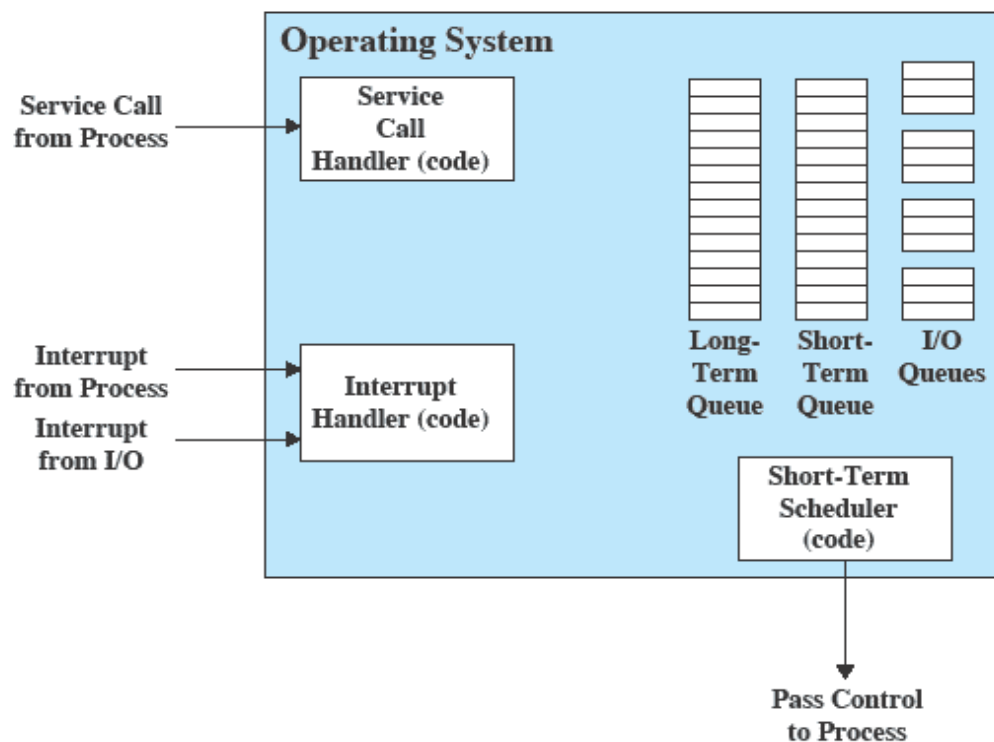 Operating System
Service Call
from Process
Service
Call
Handler (code)
Interrupt
from Process
Interrupt
from I/O
Interrupt
Handler (code)
Long-
Term
Queue
Short-
Term
Queue
I/O
Queues
Short-Term
Scheduler
(code)
Pass Control
to Process